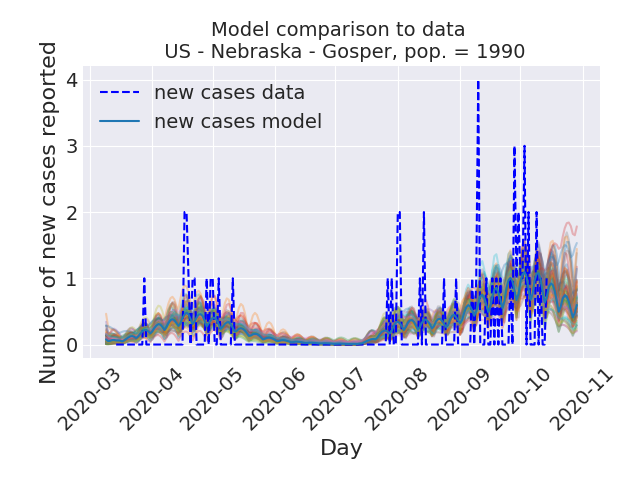 Model comparison to data
US - Nebraska - Gosper, pop. = 1990
Number of new cases reported
4
3
2
1
0
new cases data
new cases model
2020-03
2020-04
2020-05
2020-06
2020-07
2020-08
2020-09
2020-10
2020-11
Day